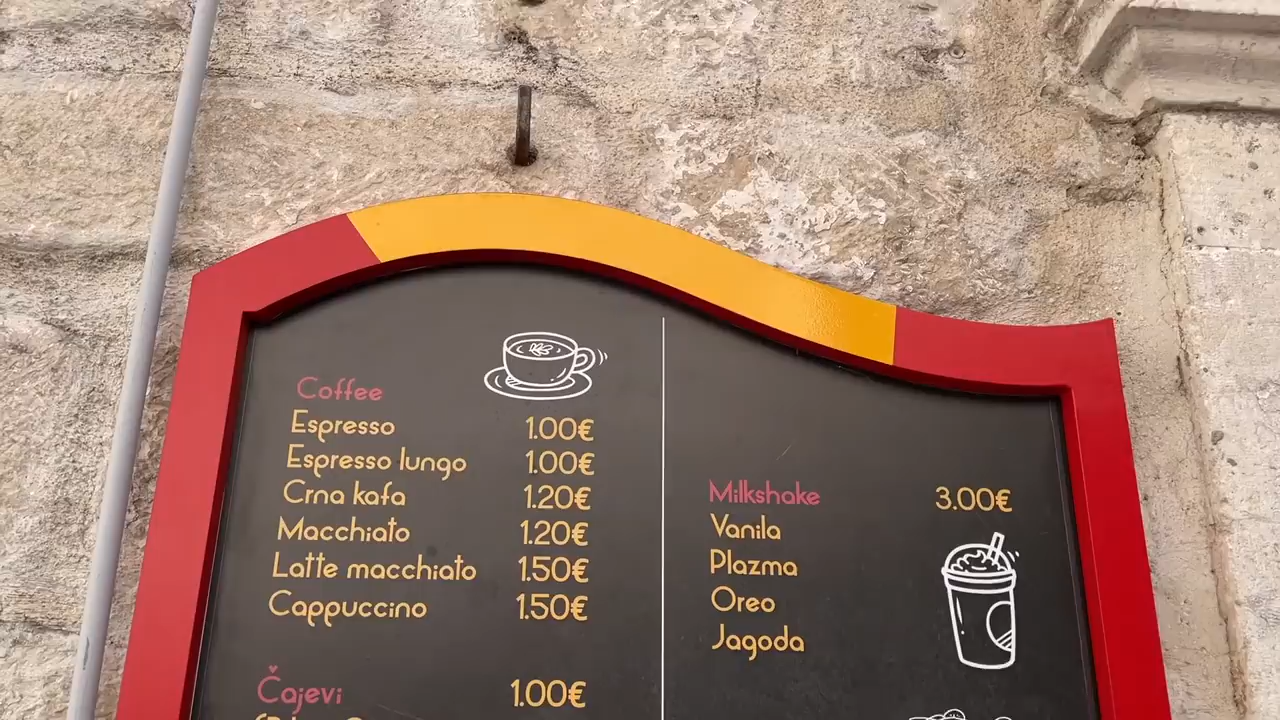 Coffee
Espresso 1.00€
Espresso lungo 1.00€
Crna kafa 1.20€
Macchiato 1.20€
Latte macchiato 1.50€
Cappuccino 1.50€
Čajevi 1.00€
Milkshake 3.00€
Vanila
Plazma
Oreo
Jagoda